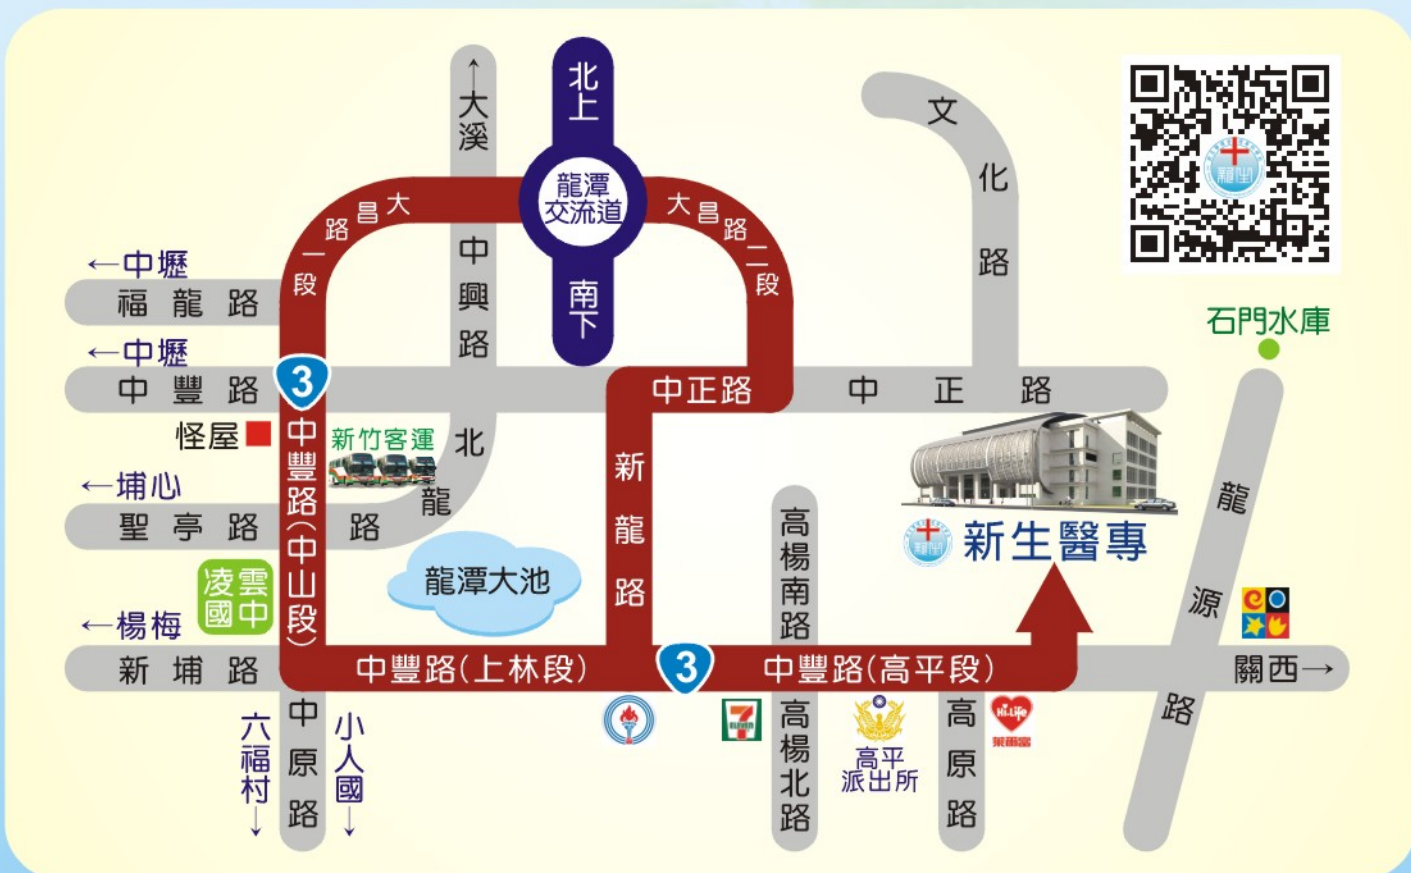 北上
龍潭
交流道
南下
←大溪
中興路
大昌路一段
大昌路二段
文化路
石門水庫
←中壢
福龍路
←中壢
中豐路
3
中正路
中正路
怪屋
新竹客運
中豐路(中山段)
北龍路
←埔心
聖亭路
凌雲
國中
龍潭大池
新龍路
高楊南路
新生醫專
龍源路
←楊梅
新埔路
中豐路(上林段)
3
中豐路(高平段)
關西→
六福村→
中原路
小人國→
7
ELEVEN
高楊北路
高平
派出所
高原路
Hi-Life
萊爾富